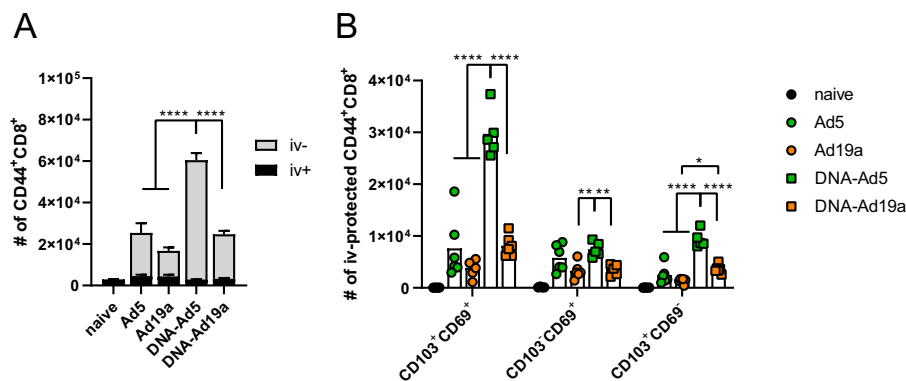 A
# of CD44⁺CD8⁺
1×10⁵
8×10⁴
6×10⁴
4×10⁴
2×10⁴
0
**** ****
iv-
iv+
naive
Ad5
Ad19a
DNA-Ad5
DNA-Ad19a
B
# of iv-protected CD44⁺CD8⁺
4×10⁴
3×10⁴
2×10⁴
1×10⁴
0
**** ****
** **
*
**** ****
CD103⁺CD69⁺
CD103⁻CD69⁺
CD103⁺CD69⁻
naive
Ad5
Ad19a
DNA-Ad5
DNA-Ad19a